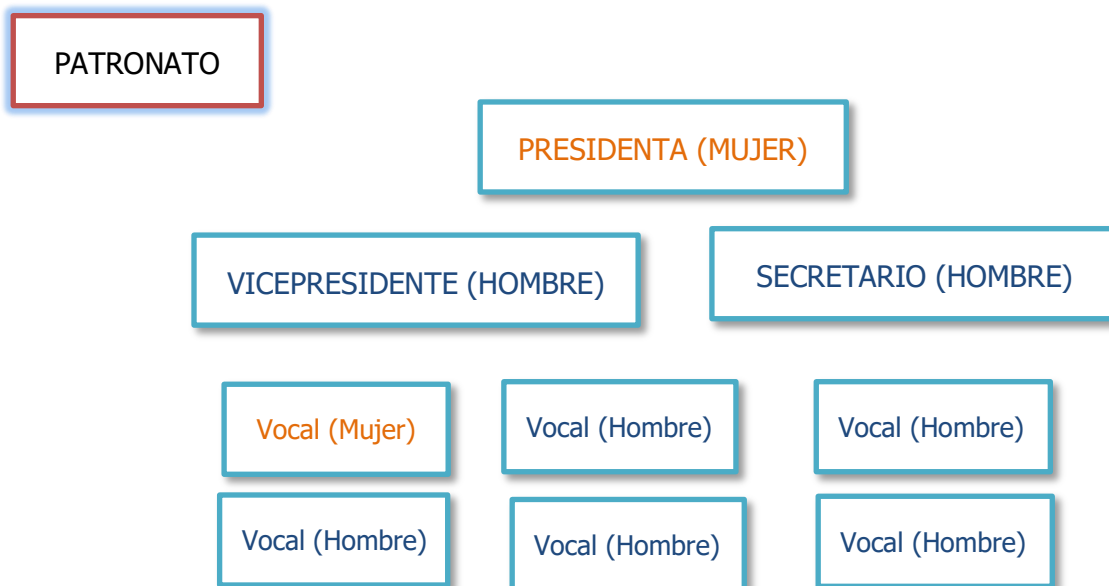 PATRONATO
PRESIDENTA (MUJER)
VICEPRESIDENTE (HOMBRE)
SECRETARIO (HOMBRE)
Vocal (Mujer)
Vocal (Hombre)
Vocal (Hombre)
Vocal (Hombre)
Vocal (Hombre)
Vocal (Hombre)